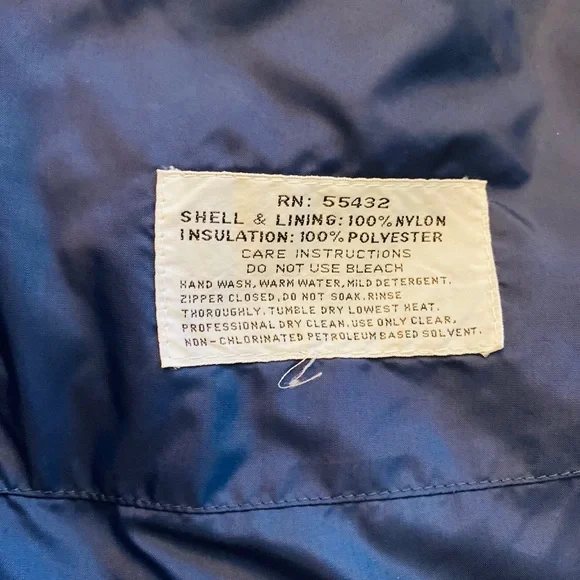 RN: 55432
SHELL & LINING: 100% NYLON
INSULATION: 100% POLYESTER
CARE INSTRUCTIONS
DO NOT USE BLEACH
HAND WASH, WARM WATER, MILD DETERGENT.
ZIPPER CLOSED, DO NOT SOAK. RINSE
THOROUGHLY. TUMBLE DRY LOWEST HEAT.
PROFESSIONAL DRY CLEAN. USE ONLY CLEAR,
NON-CHLORINATED PETROLEUM BASED SOLVENT.